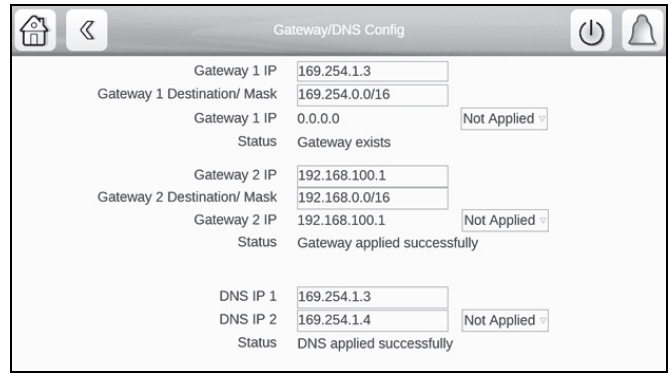 Gateway/DNS Config
Gateway 1 IP 169.254.1.3
Gateway 1 Destination/ Mask 169.254.0.0/16
Gateway 1 IP 0.0.0.0 Not Applied
Status Gateway exists
Gateway 2 IP 192.168.100.1
Gateway 2 Destination/ Mask 192.168.0.0/16
Gateway 2 IP 192.168.100.1 Not Applied
Status Gateway applied successfully
DNS IP 1 169.254.1.3
DNS IP 2 169.254.1.4 Not Applied
Status DNS applied successfully